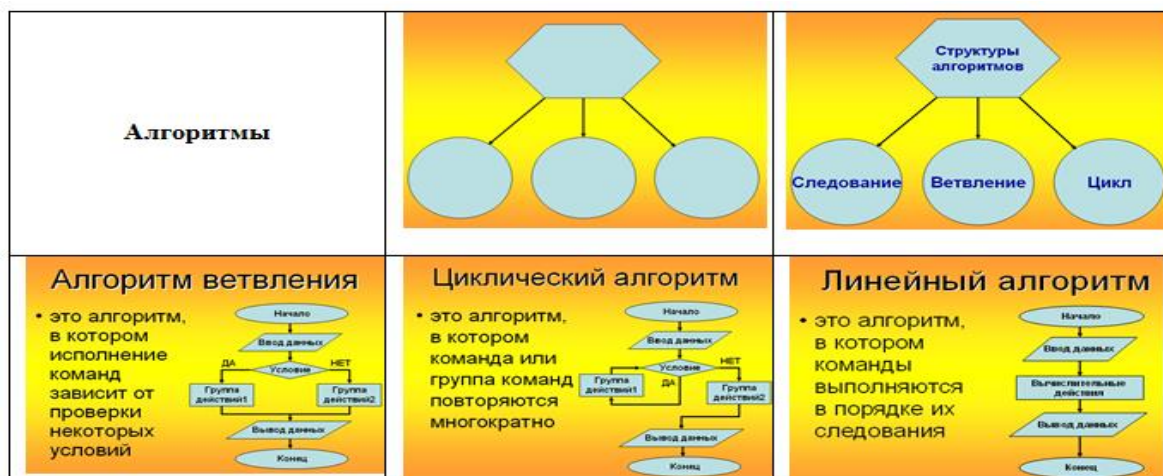 Алгоритмы
Структуры
алгоритмов
Следование
Ветвление
Цикл
Алгоритм ветвления
• это алгоритм,
в котором
исполнение
команд
зависит от
проверки
некоторых
условий
Начало
Ввод данных
ДА
Условие
НЕТ
Группа
действий1
Группа
действий2
Вывод данных
Конец
Циклический алгоритм
• это алгоритм,
в котором
команда или
группа команд
повторяются
многократно
Начало
Ввод данных
Условие
НЕТ
Группа
действий1
ДА
Группа
действий2
Вывод данных
Конец
Линейный алгоритм
• это алгоритм,
в котором
команды
выполняются
в порядке их
следования
Начало
Ввод данных
Вычислительные
действия
Вывод данных
Конец